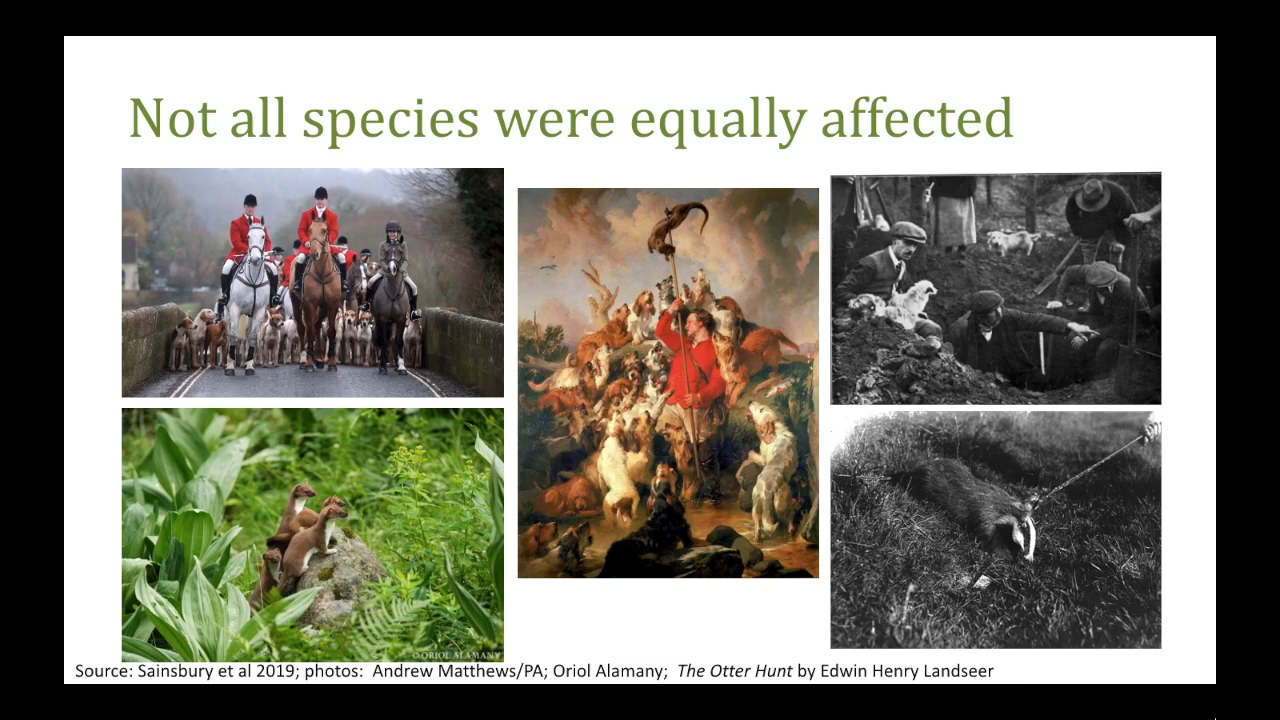 Not all species were equally affected
© ORIOL ALAMANY
Source: Sainsbury et al 2019; photos: Andrew Matthews/PA; Oriol Alamany; The Otter Hunt by Edwin Henry Landseer